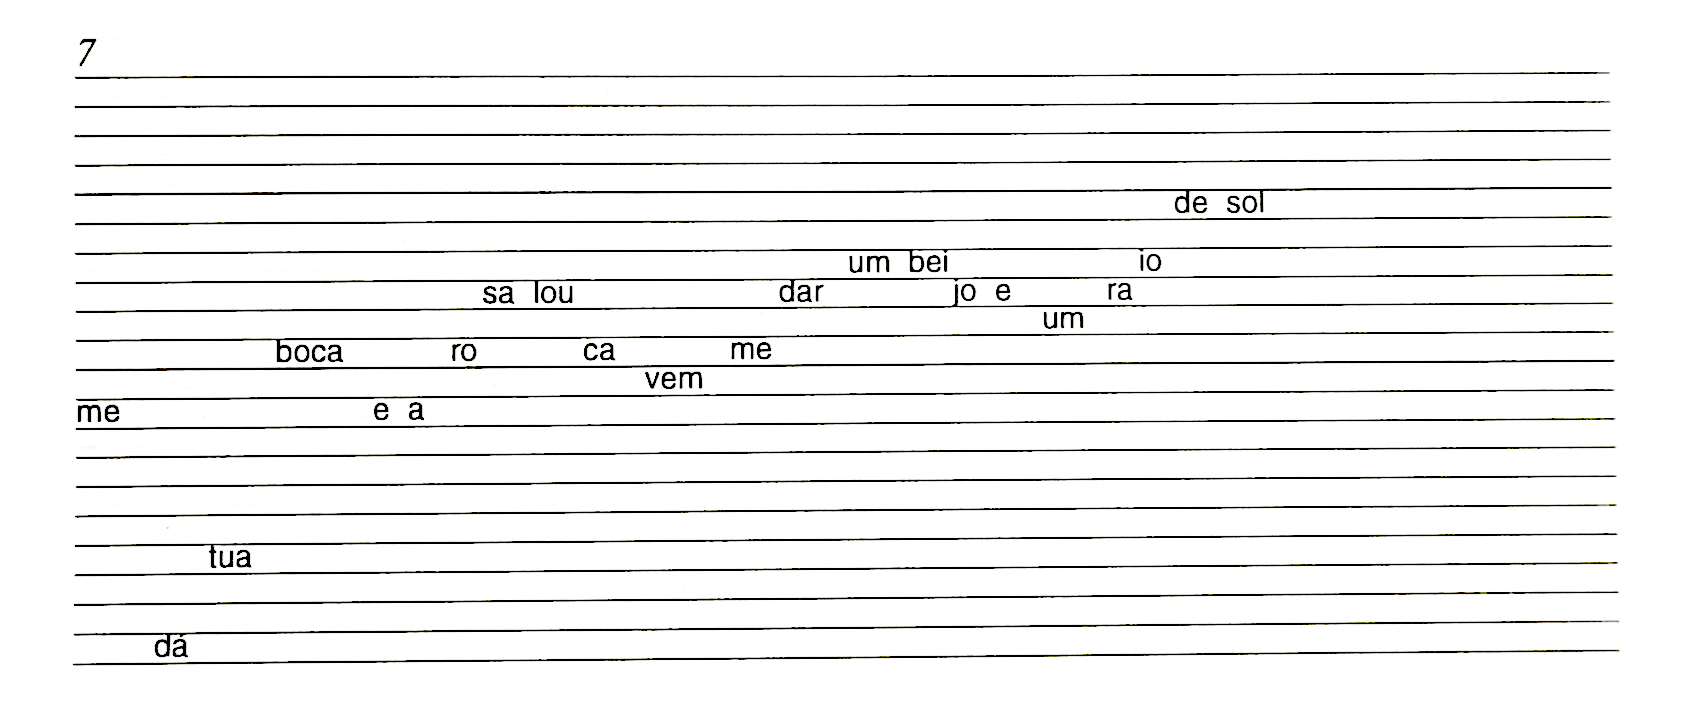 7
de sol
um bei io
sa lou dar jo e ra
um
boca ro ca me
vem
me e a
tua
dá